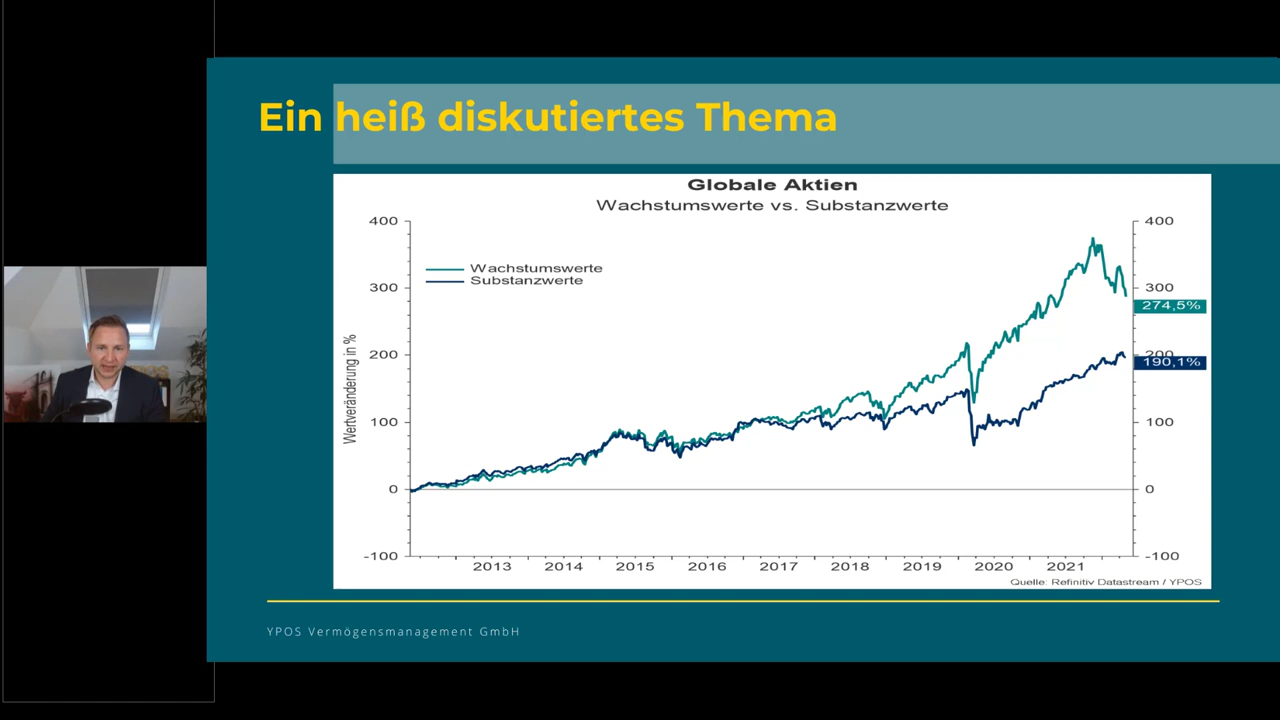 Ein heiß diskutiertes Thema
Globale Aktien
Wachstumswerte vs. Substanzwerte
Wachstumswerte
Substanzwerte
Wertveränderung in %
400
300
200
100
0
-100
400
300
274,5%
200
190,1%
100
0
-100
2013 2014 2015 2016 2017 2018 2019 2020 2021
Quelle: Refinitiv Datastream / YPOS
YPOS Vermögensmanagement GmbH